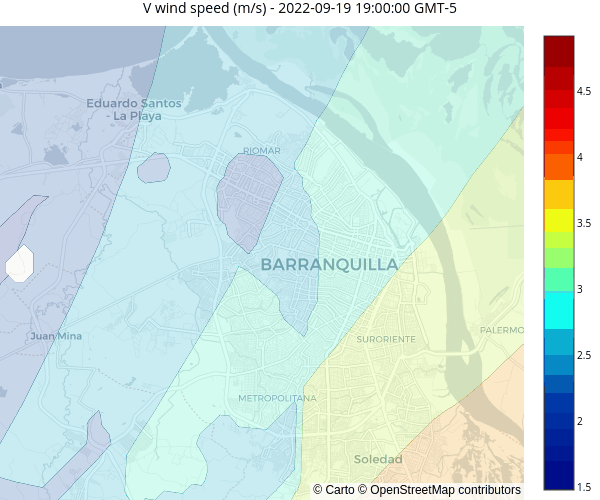 V wind speed (m/s) - 2022-09-19 19:00:00 GMT-5
4.5
Eduardo Santos
- La Playa
RIOMAR
4
3.5
BARRANQUILLA
3
Juan Mina
SURORIENTE
PALERMO
2.5
METROPOLITANA
2
Soledad
© Carto © OpenStreetMap contributors
1.5